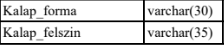 Kalap_forma varchar(30)
Kalap_felszin varchar(35)